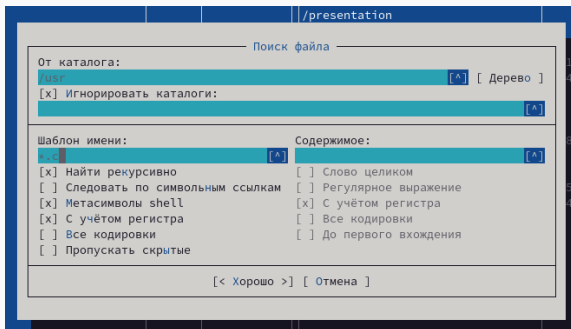 /presentation
Поиск файла
От каталога:
/usr [^] [ Дерево ]
[x] Игнорировать каталоги:
[^]
Шаблон имени:
*.c [^]
[x] Найти рекурсивно
[ ] Следовать по символьным ссылкам
[x] Метасимволы shell
[x] С учётом регистра
[ ] Все кодировки
[ ] Пропускать скрытые
Содержимое:
[^]
[ ] Слово целиком
[ ] Регулярное выражение
[x] С учётом регистра
[ ] Все кодировки
[ ] До первого вхождения
[< Хорошо >] [ Отмена ]